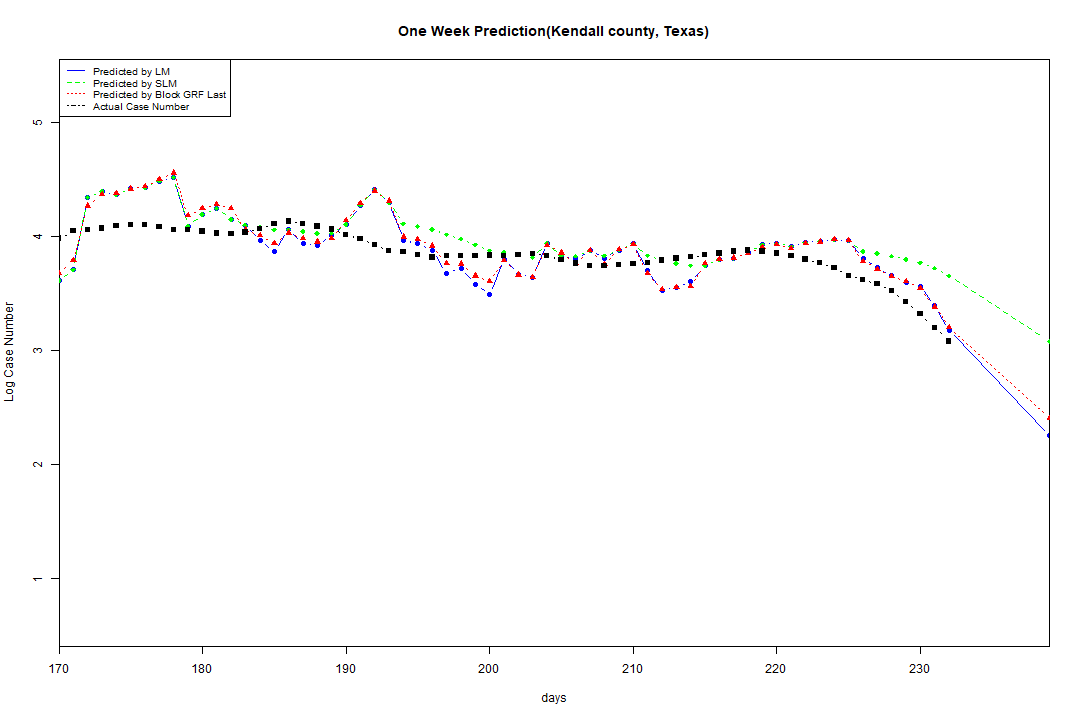 One Week Prediction(Kendall county, Texas)
Predicted by LM
Predicted by SLM
Predicted by Block GRF Last
Actual Case Number
5
4
3
2
1
Log Case Number
170 180 190 200 210 220 230
days